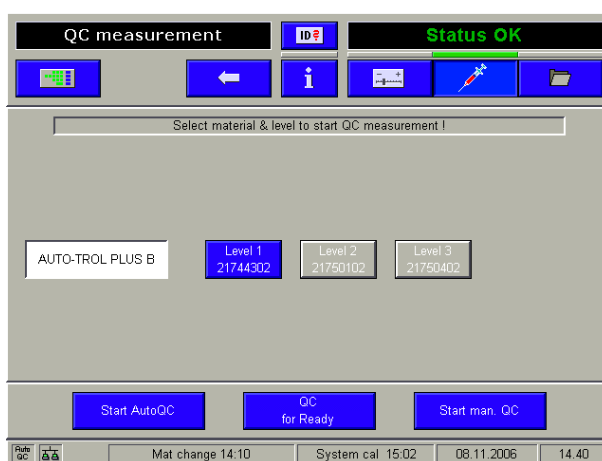 QC measurement
ID?
Status OK
i
- +
Select material & level to start QC measurement !
AUTO-TROL PLUS B
Level 1
21744302
Level 2
21750102
Level 3
21750402
Start AutoQC
QC
for Ready
Start man. QC
Auto
QC
Mat change 14:10
System cal 15:02
08.11.2006
14.40